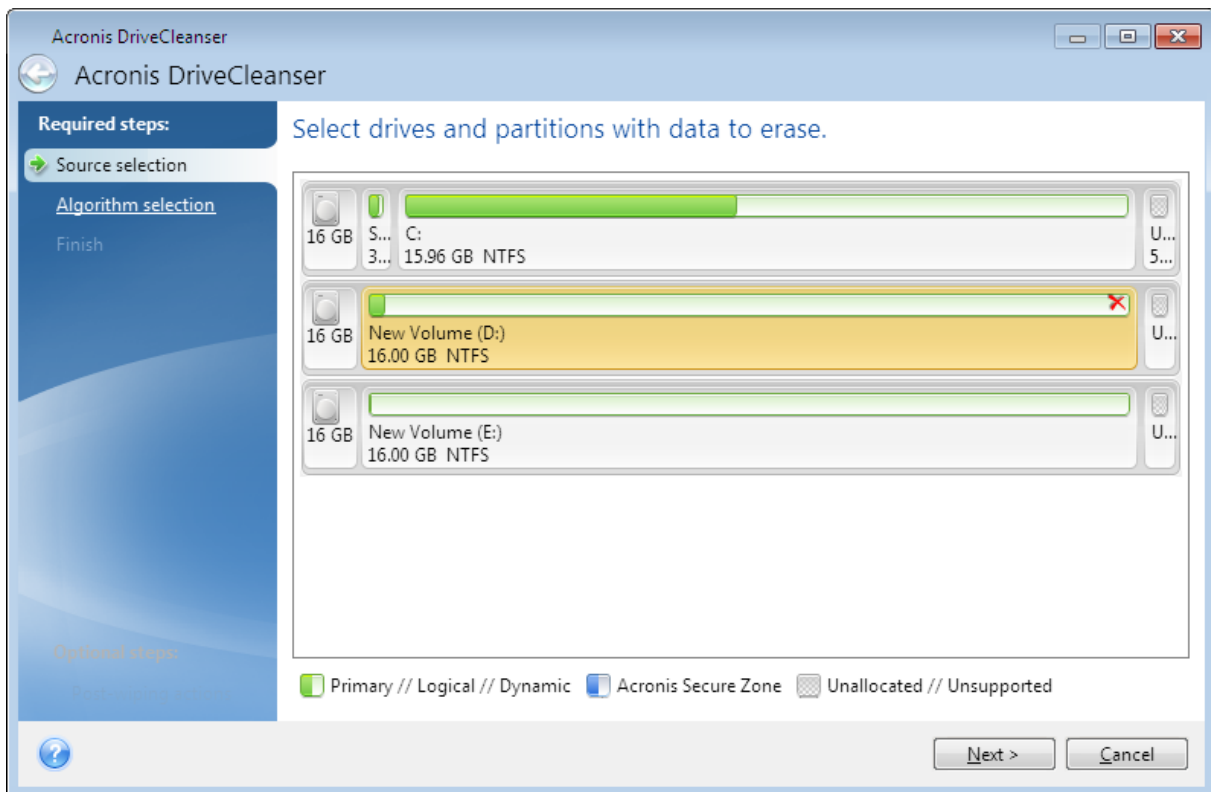 Acronis DriveCleanser
Acronis DriveCleanser
Required steps:
Source selection
Algorithm selection
Finish
Optional steps:
Select drives and partitions with data to erase.
16 GB
S...
3...
C:
15.96 GB NTFS
U...
5...
16 GB
New Volume (D:)
16.00 GB NTFS
U...
16 GB
New Volume (E:)
16.00 GB NTFS
U...
Primary // Logical // Dynamic
Acronis Secure Zone
Unallocated // Unsupported
?
Next >
Cancel